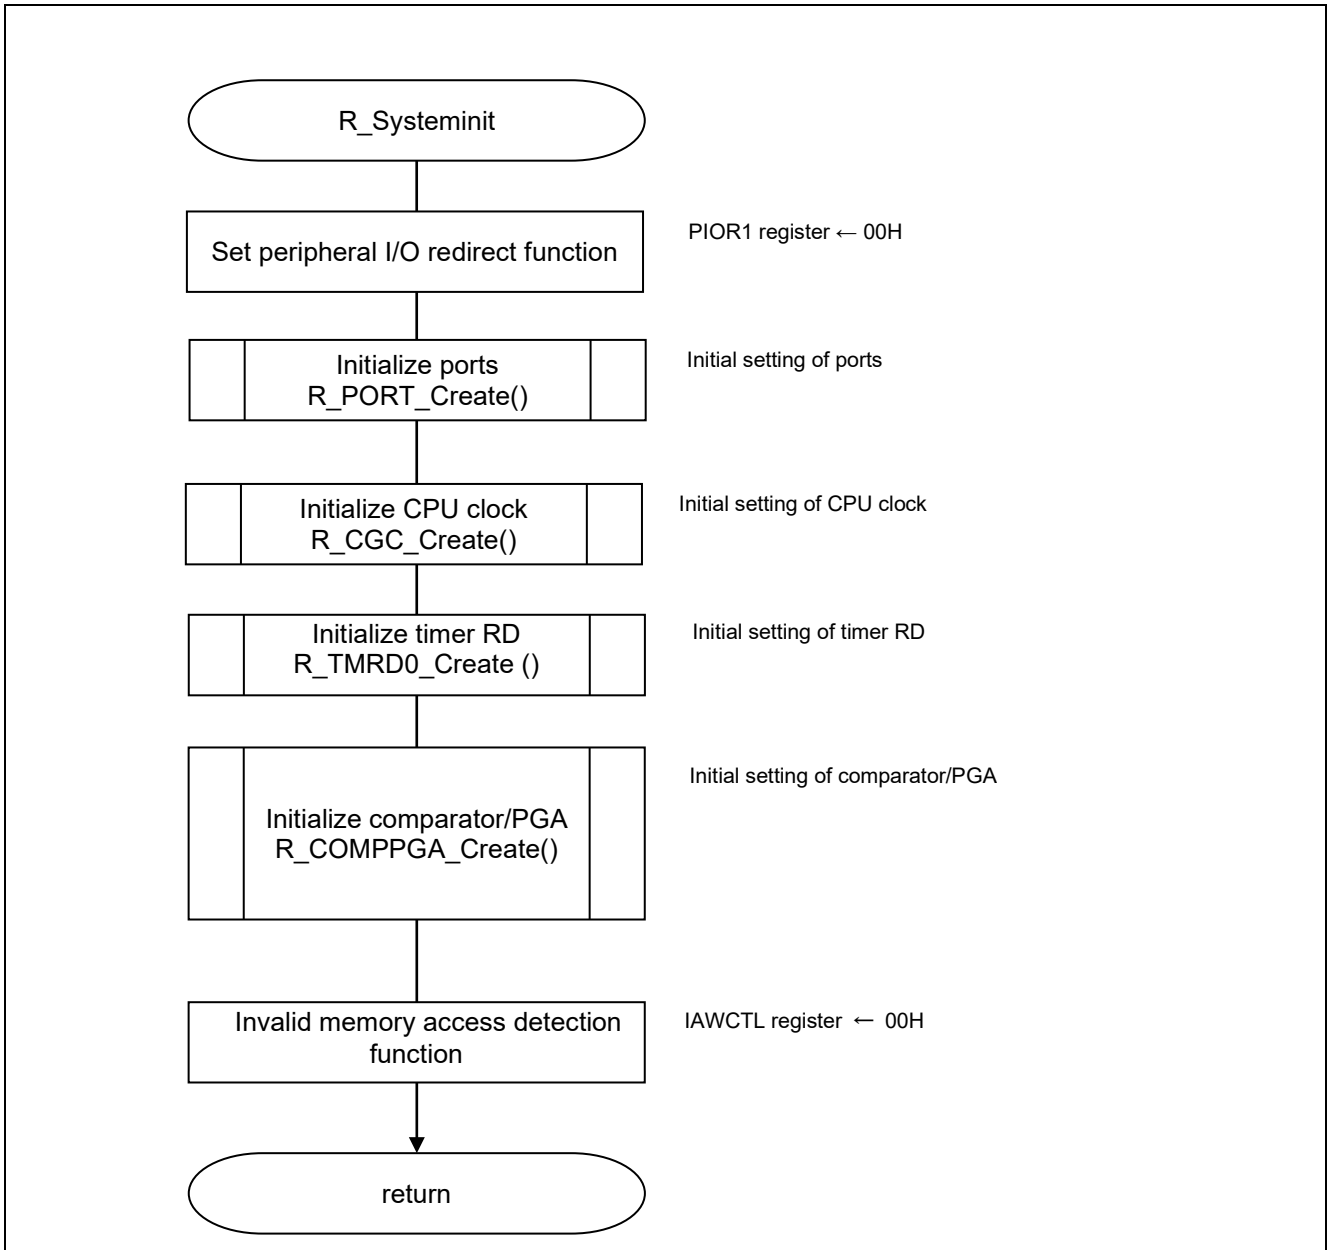 R_Systeminit
Set peripheral I/O redirect function
PIOR1 register ← 00H
Initialize ports
R_PORT_Create()
Initial setting of ports
Initialize CPU clock
R_CGC_Create()
Initial setting of CPU clock
Initialize timer RD
R_TMRD0_Create ()
Initial setting of timer RD
Initialize comparator/PGA
R_COMPPGA_Create()
Initial setting of comparator/PGA
Invalid memory access detection
function
IAWCTL register ← 00H
return